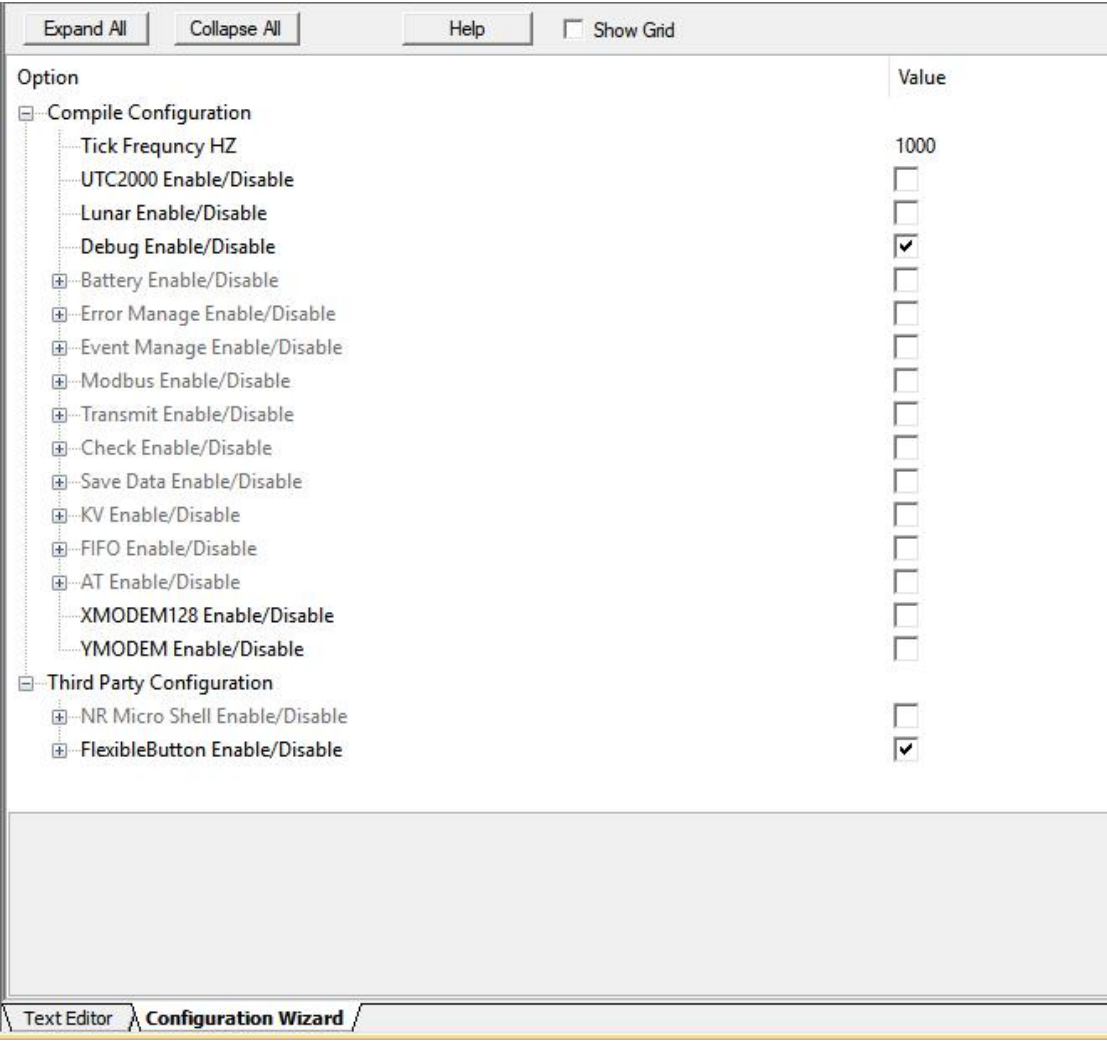 Expand All Collapse All Help Show Grid
Option Value
Compile Configuration
Tick Frequncy HZ 1000
UTC2000 Enable/Disable
Lunar Enable/Disable
Debug Enable/Disable
Battery Enable/Disable
Error Manage Enable/Disable
Event Manage Enable/Disable
Modbus Enable/Disable
Transmit Enable/Disable
Check Enable/Disable
Save Data Enable/Disable
KV Enable/Disable
FIFO Enable/Disable
AT Enable/Disable
XMODEM128 Enable/Disable
YMODEM Enable/Disable
Third Party Configuration
NR Micro Shell Enable/Disable
FlexibleButton Enable/Disable
Text Editor Configuration Wizard